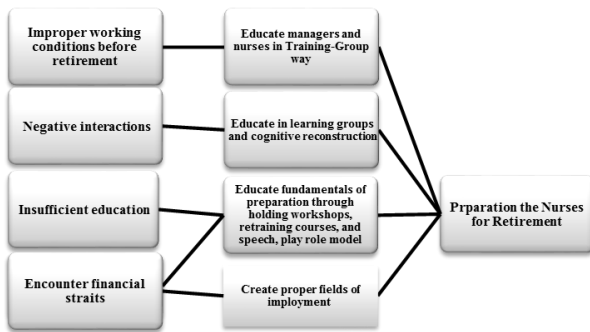 Improper working
conditions before
retirement
Educate managers and
nurses in Training-Group
way
Negative interactions
Educate in learning groups
and cognitive reconstruction
Insufficient education
Educate fundamentals of
preparation through
holding workshops,
retraining courses, and
speech, play role model
Prparation the Nurses
for Retirement
Encounter financial
straits
Create proper fields of
imployment